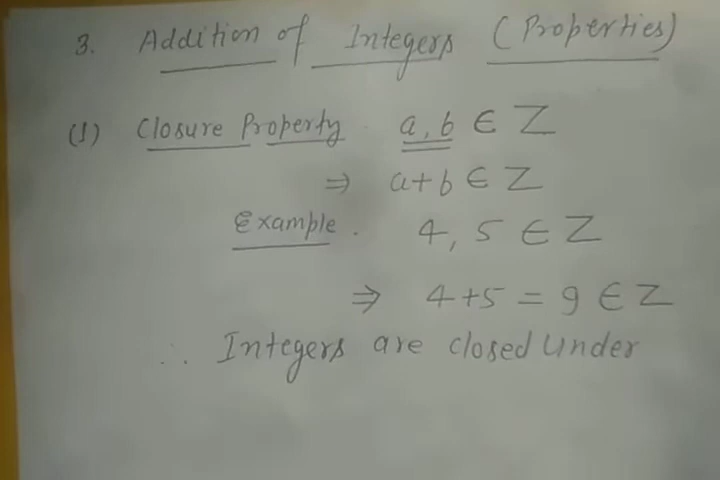 3. Addition of Integers (Properties)
(1) Closure Property a, b ∈ Z
⇒ a+b ∈ Z
Example. 4, 5 ∈ Z
⇒ 4+5 = 9 ∈ Z
∴ Integers are closed under